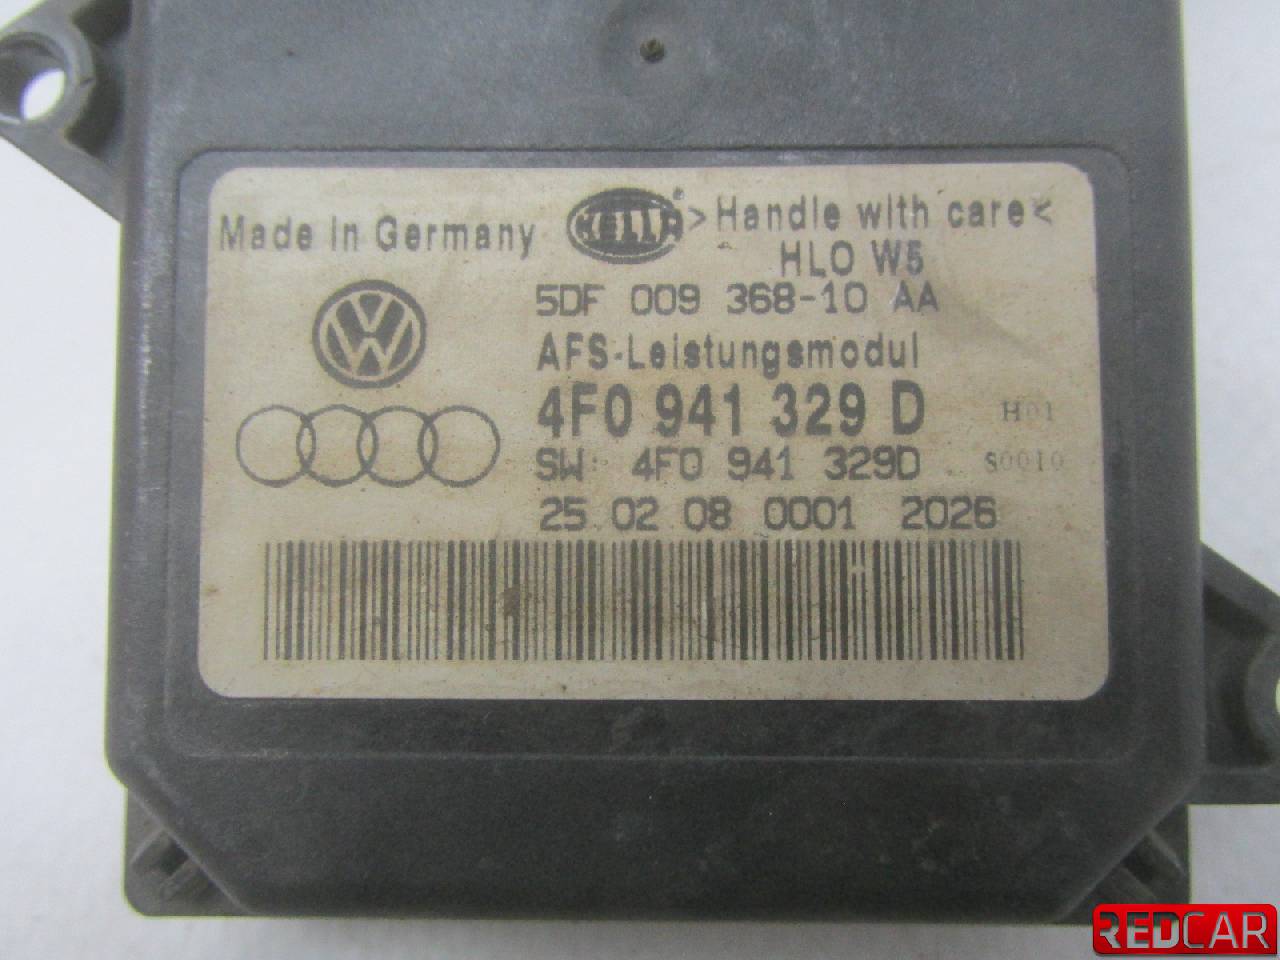 Made in Germany HELLA ® >Handle with care<
HLO W5
5DF 009 368-10 AA
AFS-Leistungsmodul
4F0 941 329 D H01
SW: 4F0 941 329D S0010
25 02 08 0001 2026
REDCAR